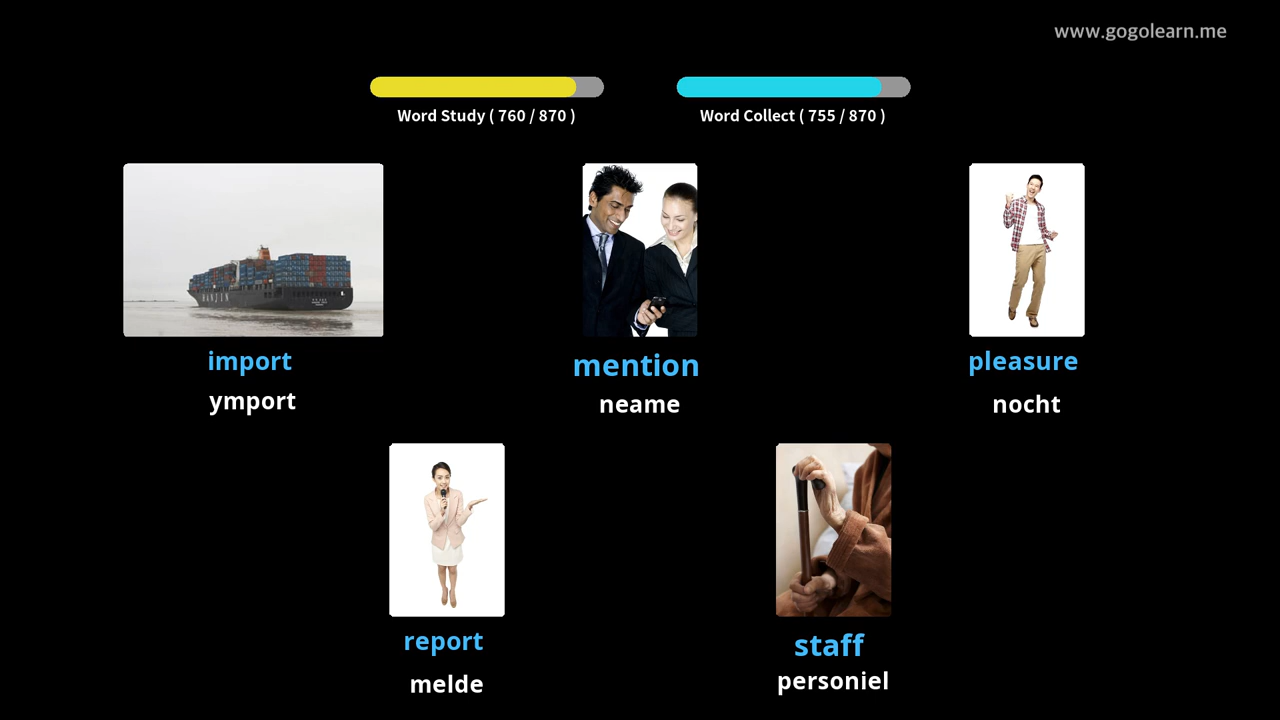 www.gogolearn.me
Word Study ( 760 / 870 )
Word Collect ( 755 / 870 )
HANJIN
import
mention
pleasure
ymport
neame
nocht
report
staff
melde
personiel